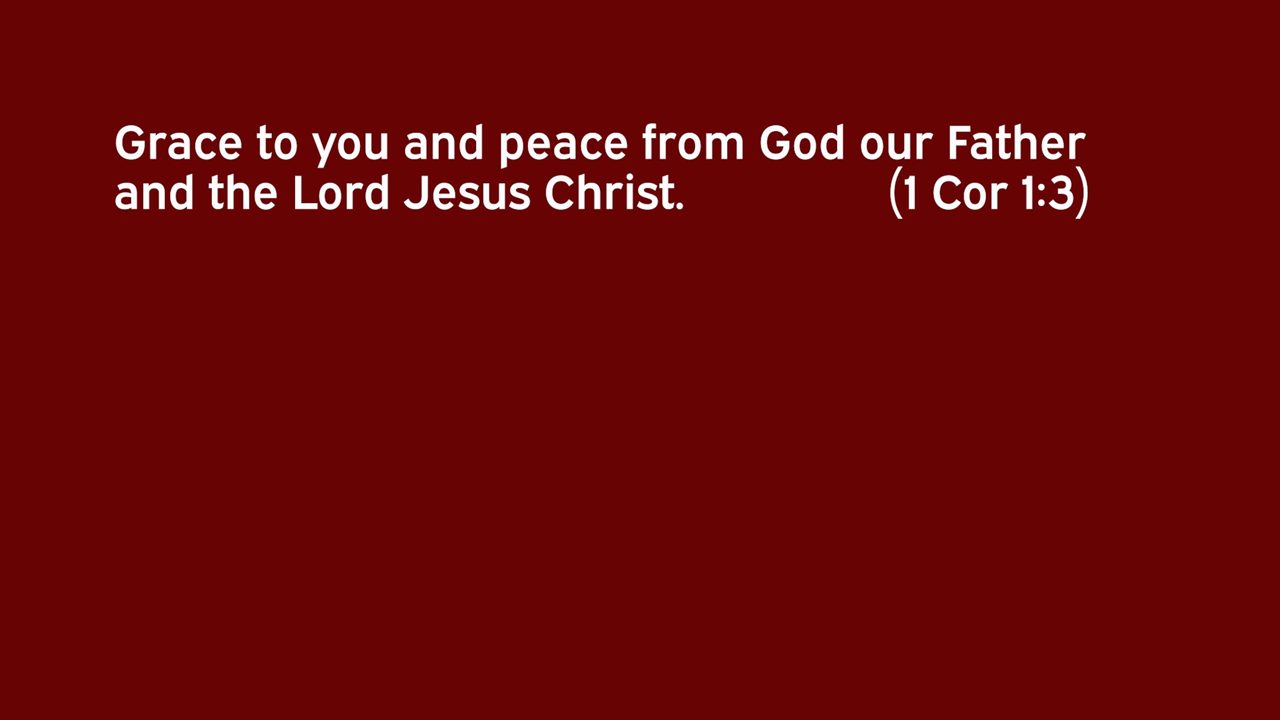 Grace to you and peace from God our Father
and the Lord Jesus Christ. (1 Cor 1:3)